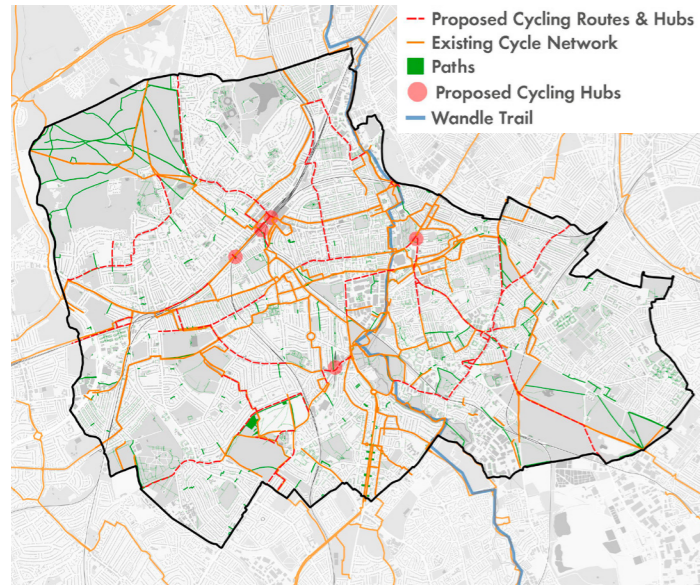 Proposed Cycling Routes & Hubs
Existing Cycle Network
Paths
Proposed Cycling Hubs
Wandle Trail